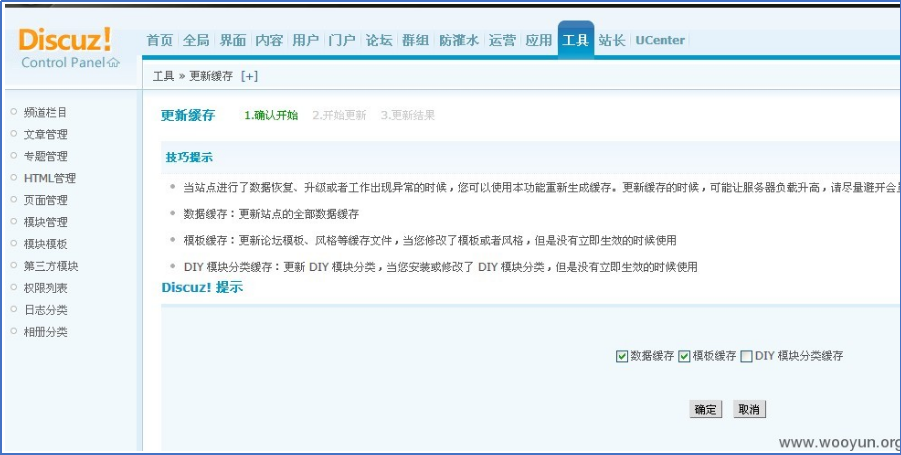 Discuz!
Control Panel
首页 全局 界面 内容 用户 门户 论坛 群组 防灌水 运营 应用 工具 站长 UCenter
工具 » 更新缓存 [+]
频道栏目
文章管理
专题管理
HTML管理
页面管理
模块管理
模块模板
第三方模块
权限列表
日志分类
相册分类
更新缓存 1.确认开始 2.开始更新 3.更新结果
技巧提示
当站点进行了数据恢复、升级或者工作出现异常的时候，您可以使用本功能重新生成缓存。更新缓存的时候，可能让服务器负载升高，请尽量避开会
数据缓存：更新站点的全部数据缓存
模板缓存：更新论坛模板、风格等缓存文件，当您修改了模板或者风格，但是没有立即生效的时候使用
DIY 模块分类缓存：更新 DIY 模块分类，当您安装或修改了 DIY 模块分类，但是没有立即生效的时候使用
Discuz! 提示
数据缓存 模板缓存 DIY 模块分类缓存
确定 取消
www.wooyun.org